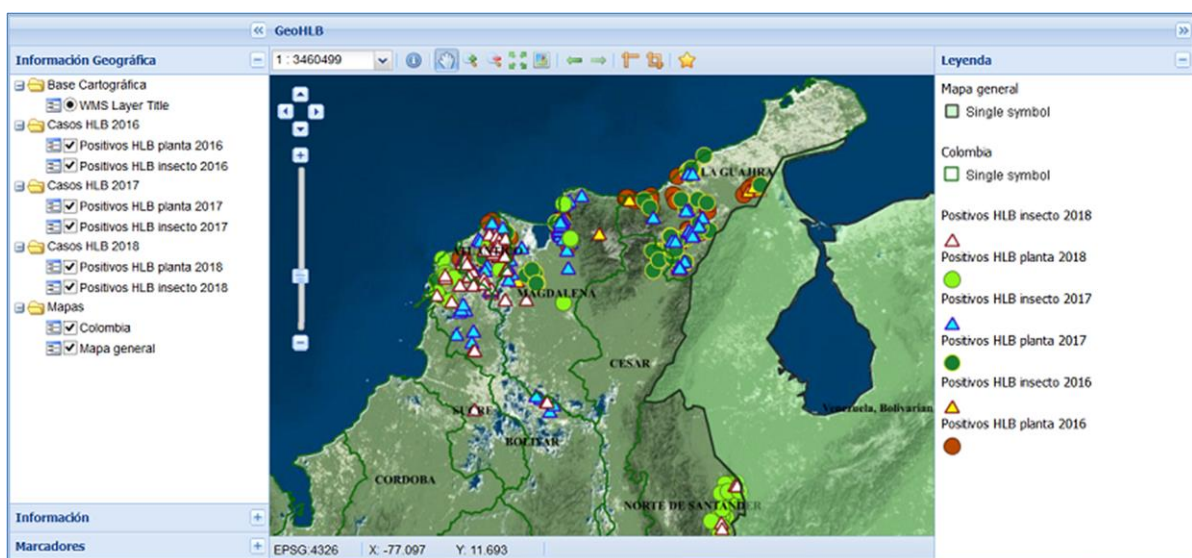 GeoHLB
Información Geográfica
Base Cartográfica
WMS Layer Title
Casos HLB 2016
Positivos HLB planta 2016
Positivos HLB insecto 2016
Casos HLB 2017
Positivos HLB planta 2017
Positivos HLB insecto 2017
Casos HLB 2018
Positivos HLB planta 2018
Positivos HLB insecto 2018
Mapas
Colombia
Mapa general
Información
Marcadores
1 : 3460499
LA GUAJIRA
MAGDALENA
CESAR
Venezuela, Bolivarian
SUCRE
BOLIVAR
CORDOBA
NORTE DE SANTANDER
EPSG:4326 X: -77.097 Y: 11.693
Leyenda
Mapa general
Single symbol
Colombia
Single symbol
Positivos HLB insecto 2018
Positivos HLB planta 2018
Positivos HLB insecto 2017
Positivos HLB planta 2017
Positivos HLB insecto 2016
Positivos HLB planta 2016